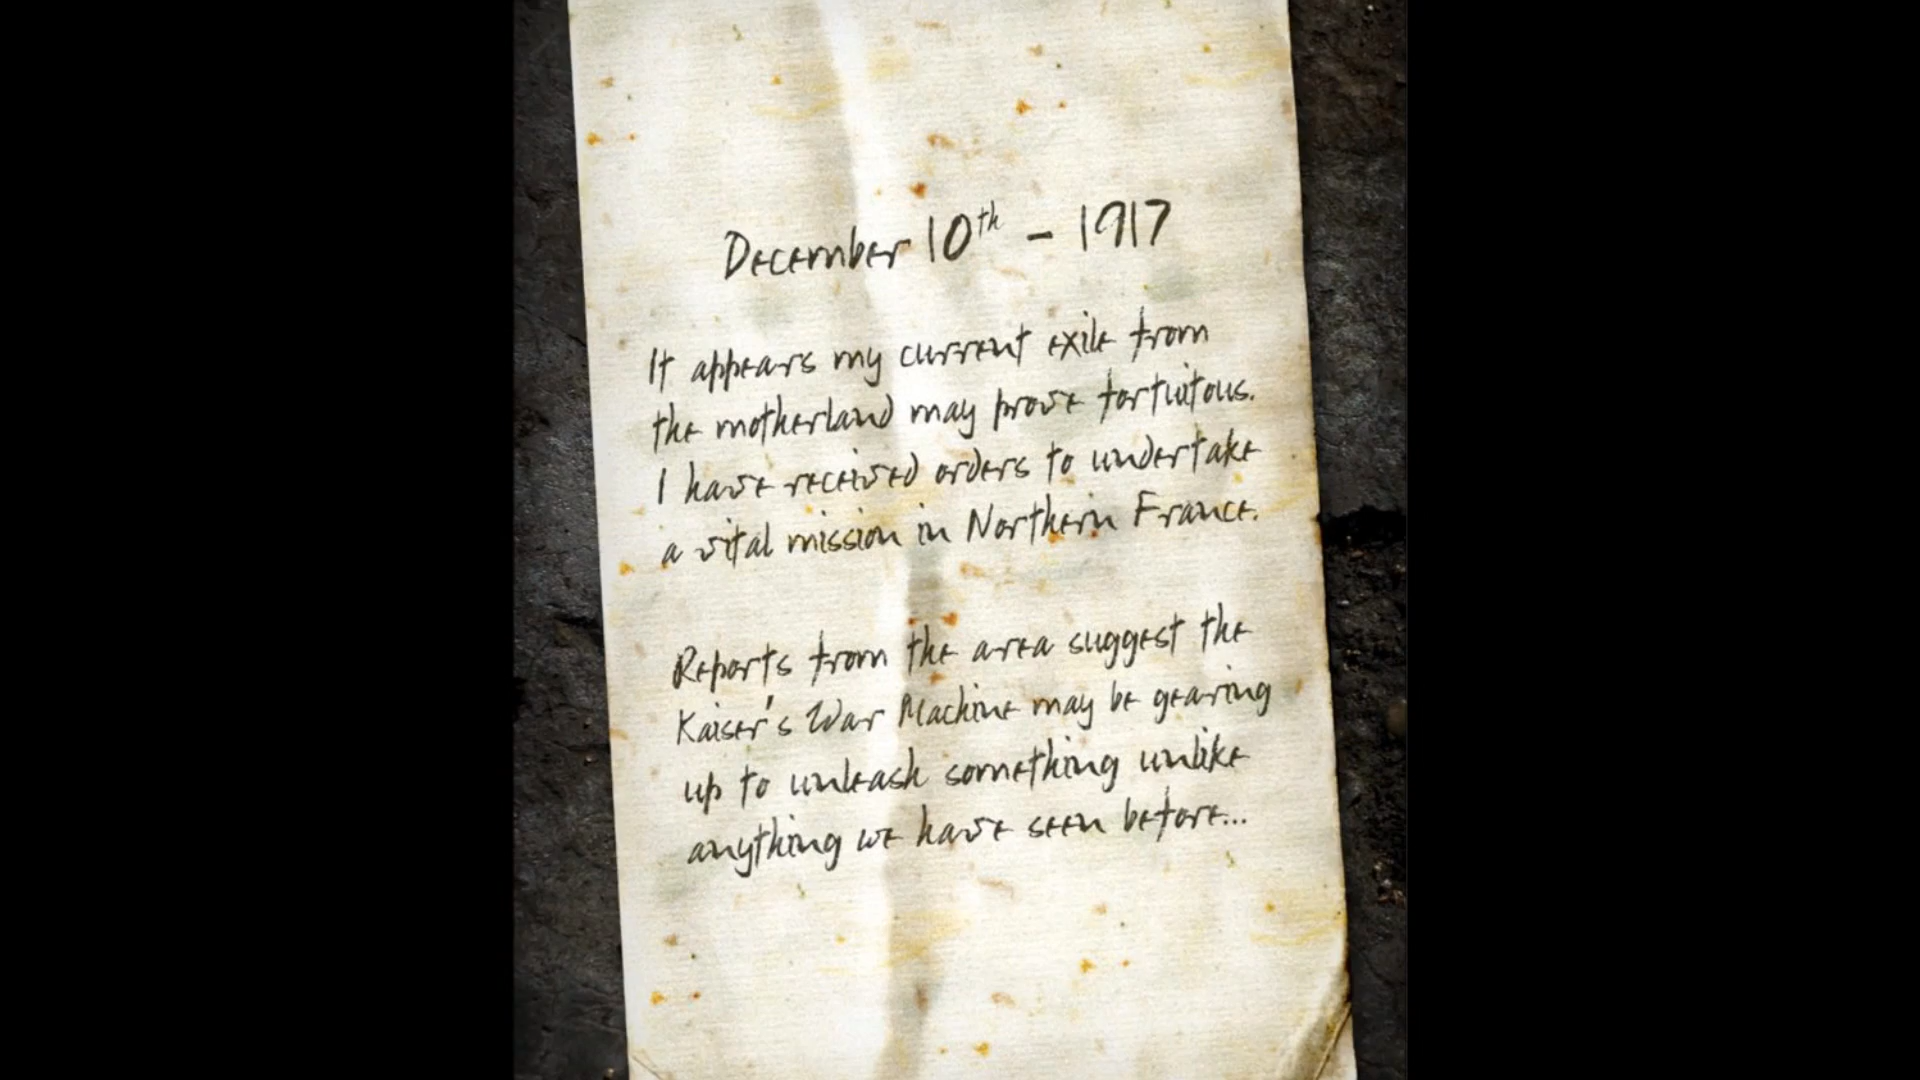 December 10th - 1917
It appears my current exile from
the motherland may prove fortuitous.
I have received orders to undertake
a vital mission in Northern France.
Reports from the area suggest the
Kaiser's War Machine may be gearing
up to unleash something unlike
anything we have seen before...